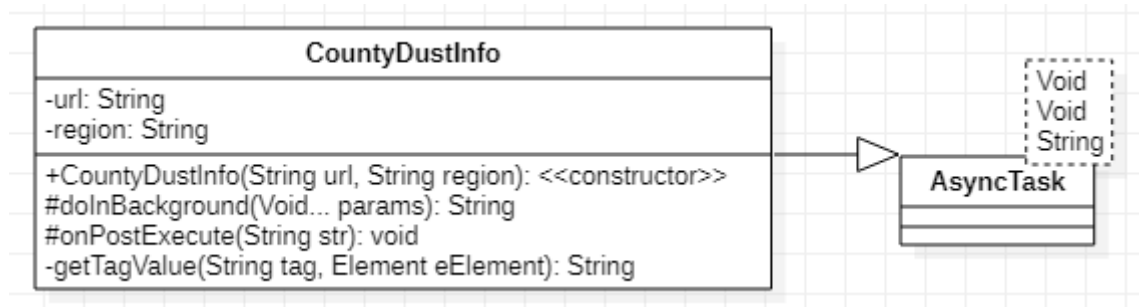 CountyDustInfo
-url: String
-region: String
+CountyDustInfo(String url, String region): <<constructor>>
#doInBackground(Void... params): String
#onPostExecute(String str): void
-getTagValue(String tag, Element eElement): String
Void
Void
String
AsyncTask